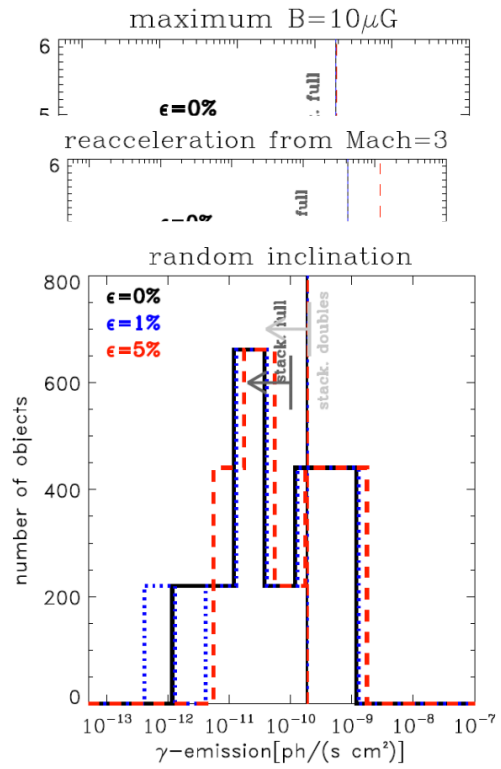 maximum B=10μG
6
5
ϵ=0%
. full
reacceleration from Mach=3
6
ϵ=0%
full
random inclination
800
600
400
200
0
ϵ=0%
ϵ=1%
ϵ=5%
stack. full
stack. doubles
number of objects
10⁻¹³ 10⁻¹² 10⁻¹¹ 10⁻¹⁰ 10⁻⁹ 10⁻⁸ 10⁻⁷
γ-emission[ph/(s cm²)]